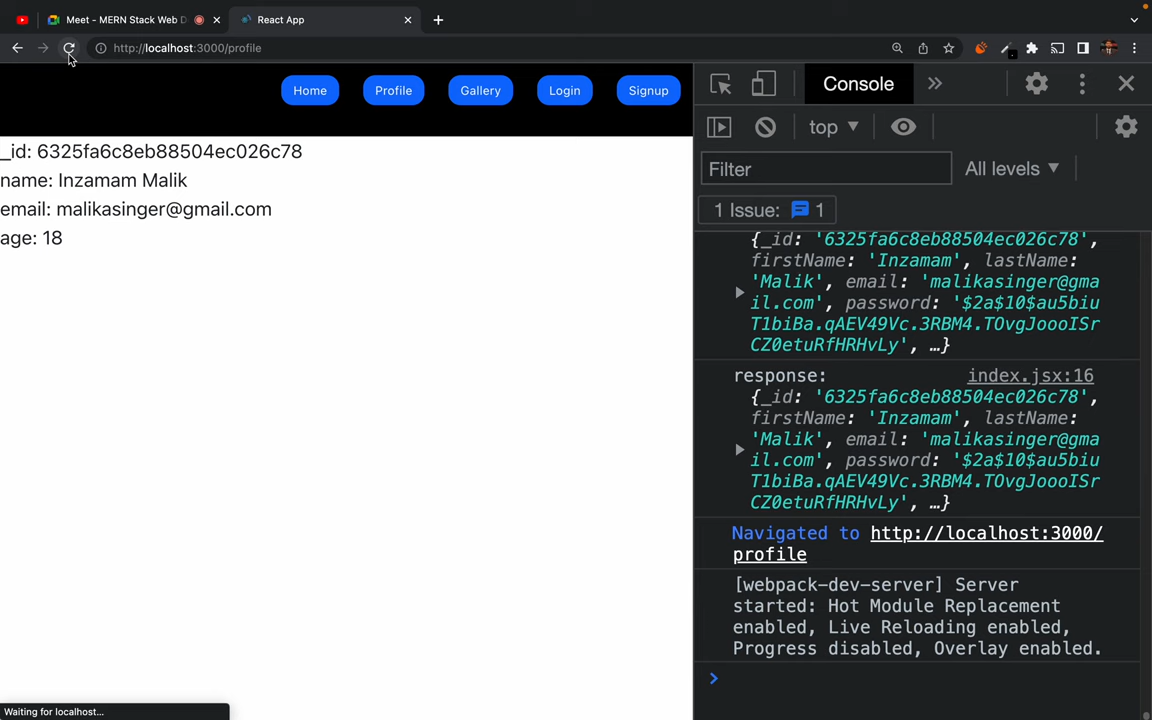 Meet - MERN Stack Web D
React App
http://localhost:3000/profile
Home
Profile
Gallery
Login
Signup
_id: 6325fa6c8eb88504ec026c78
name: Inzamam Malik
email: malikasinger@gmail.com
age: 18
Waiting for localhost...
Console
top
Filter
All levels
1 Issue: 1
{_id: '6325fa6c8eb88504ec026c78',
firstName: 'Inzamam', lastName:
'Malik', email: 'malikasinger@gma
il.com', password: '$2a$10$au5biu
T1biBa.qAEV49Vc.3RBM4.TOvgJoooISr
CZ0etuRfHRHvLy', …}
response: index.jsx:16
{_id: '6325fa6c8eb88504ec026c78',
firstName: 'Inzamam', lastName:
'Malik', email: 'malikasinger@gma
il.com', password: '$2a$10$au5biu
T1biBa.qAEV49Vc.3RBM4.TOvgJoooISr
CZ0etuRfHRHvLy', …}
Navigated to http://localhost:3000/
profile
[webpack-dev-server] Server
started: Hot Module Replacement
enabled, Live Reloading enabled,
Progress disabled, Overlay enabled.